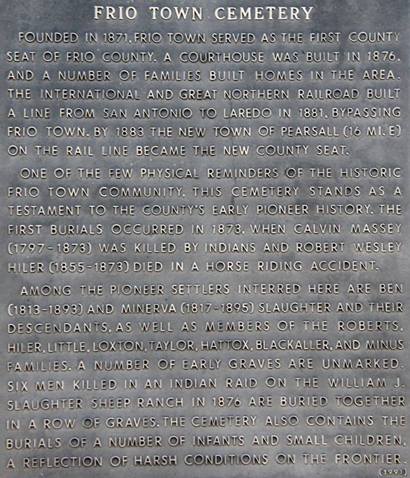 FRIO TOWN CEMETERY
FOUNDED IN 1871, FRIO TOWN SERVED AS THE FIRST COUNTY
SEAT OF FRIO COUNTY. A COURTHOUSE WAS BUILT IN 1876,
AND A NUMBER OF FAMILIES BUILT HOMES IN THE AREA.
THE INTERNATIONAL AND GREAT NORTHERN RAILROAD BUILT
A LINE FROM SAN ANTONIO TO LAREDO IN 1881, BYPASSING
FRIO TOWN. BY 1883 THE NEW TOWN OF PEARSALL (16 MI. E)
ON THE RAIL LINE BECAME THE NEW COUNTY SEAT.
ONE OF THE FEW PHYSICAL REMINDERS OF THE HISTORIC
FRIO TOWN COMMUNITY, THIS CEMETERY STANDS AS A
TESTAMENT TO THE COUNTY'S EARLY PIONEER HISTORY. THE
FIRST BURIALS OCCURRED IN 1873, WHEN CALVIN MASSEY
(1797-1873) WAS KILLED BY INDIANS AND ROBERT WESLEY
HILER (1855-1873) DIED IN A HORSE RIDING ACCIDENT.
AMONG THE PIONEER SETTLERS INTERRED HERE ARE BEN
(1813-1893) AND MINERVA (1817-1895) SLAUGHTER AND THEIR
DESCENDANTS, AS WELL AS MEMBERS OF THE ROBERTS,
HILER, LITTLE, LOXTON, TAYLOR, HATTOX, BLACKALLER, AND MINUS
FAMILIES. A NUMBER OF EARLY GRAVES ARE UNMARKED.
SIX MEN KILLED IN AN INDIAN RAID ON THE WILLIAM J.
SLAUGHTER SHEEP RANCH IN 1876 ARE BURIED TOGETHER
IN A ROW OF GRAVES. THE CEMETERY ALSO CONTAINS THE
BURIALS OF A NUMBER OF INFANTS AND SMALL CHILDREN,
A REFLECTION OF HARSH CONDITIONS ON THE FRONTIER.